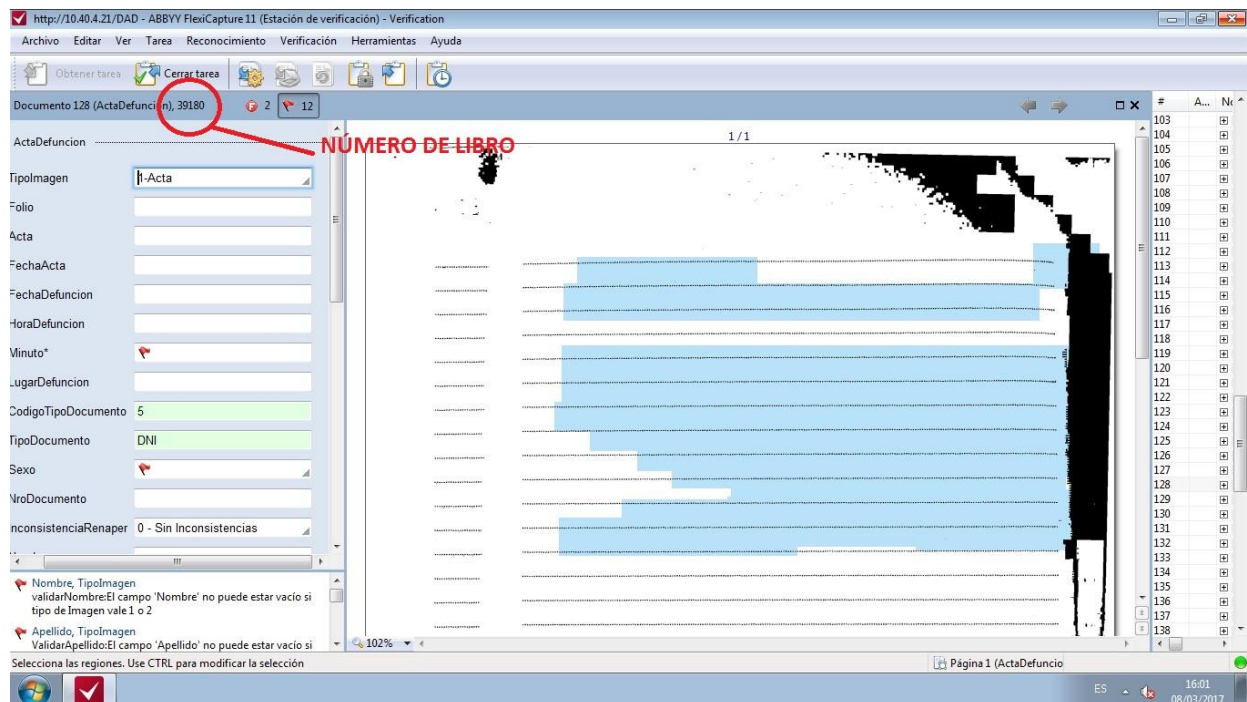 http://10.40.4.21/DAD - ABBYY FlexiCapture 11 (Estación de verificación) - Verification
Archivo Editar Ver Tarea Reconocimiento Verificación Herramientas Ayuda
Obtener tarea Cerrar tarea
Documento 128 (ActaDefuncion), 39180 2 12
NÚMERO DE LIBRO
ActaDefuncion
TipoImagen 1-Acta
Folio
Acta
FechaActa
FechaDefuncion
HoraDefuncion
Minuto*
LugarDefuncion
CodigoTipoDocumento 5
TipoDocumento DNI
Sexo
NroDocumento
nconsistenciaRenaper 0 - Sin Inconsistencias
Nombre, TipoImagen
validarNombre:El campo 'Nombre' no puede estar vacío si
tipo de Imagen vale 1 o 2
Apellido, TipoImagen
ValidarApellido:El campo 'Apellido' no puede estar vacío si
1 / 1
102%
# A...
103
104
105
106
107
108
109
110
111
112
113
114
115
116
117
118
119
120
121
122
123
124
125
126
127
128
129
130
131
132
133
134
135
136
137
138
Selecciona las regiones. Use CTRL para modificar la selección
Página 1 (ActaDefuncio
ES
16:01
08/03/2017